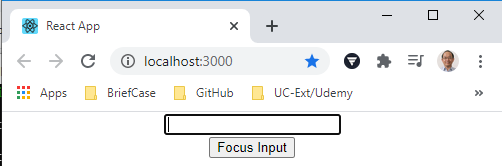 React App
localhost:3000
Apps BriefCase GitHub UC-Ext/Udemy
Focus Input